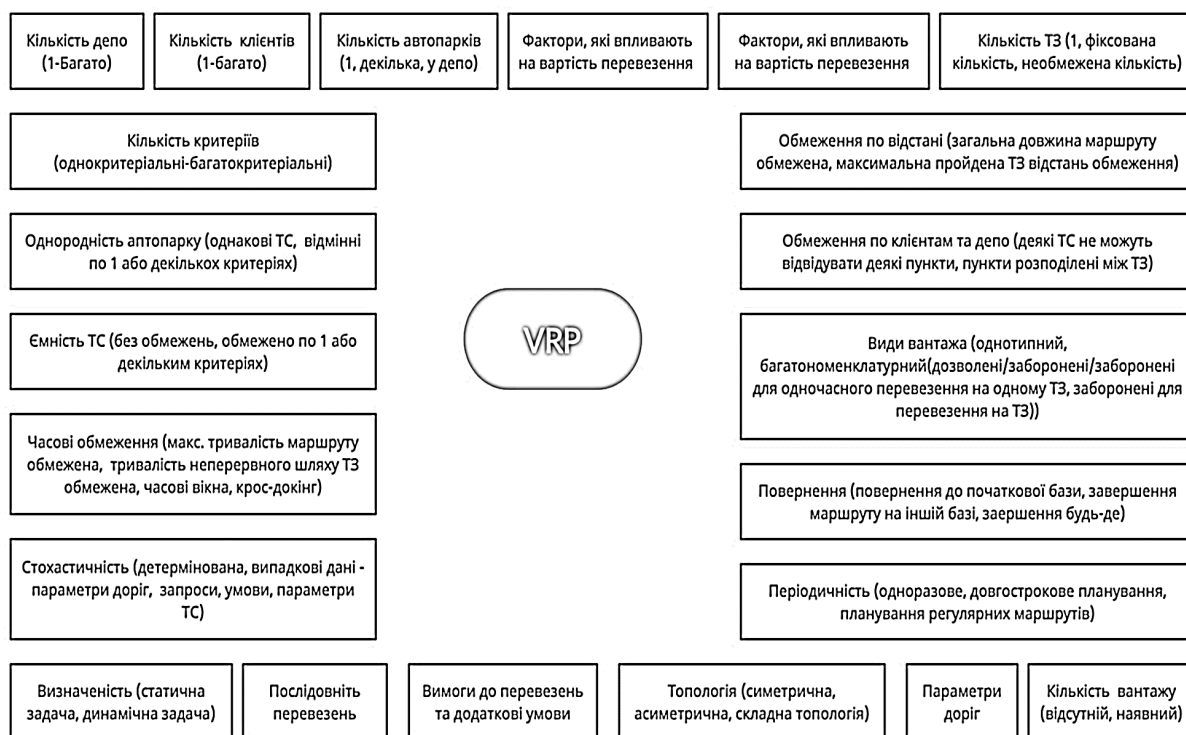 Кількість депо
(1-Багато)
Кількість клієнтів
(1-багато)
Кількість автопарків
(1, декілька, у депо)
Фактори, які впливають
на вартість перевезення
Фактори, які впливають
на вартість перевезення
Кількість ТЗ (1, фіксована
кількість, необмежена кількість)
Кількість критеріїв
(однокритеріальні-багатокритеріальні)
Обмеження по відстані (загальна довжина маршруту
обмежена, максимальна пройдена ТЗ відстань обмеження)
Однородність аптопарку (однакові ТС, відмінні
по 1 або декількох критеріях)
Обмеження по клієнтам та депо (деякі ТС не можуть
відвідувати деякі пункти, пункти розподілені між ТЗ)
Ємність ТС (без обмежень, обмежено по 1 або
декільким критеріях)
VRP
Види вантажа (однотипний,
багатономенклатурний(дозволені/заборонені/заборонені
для одночасного перевезення на одному ТЗ, заборонені для
перевезення на ТЗ))
Часові обмеження (макс. тривалість маршруту
обмежена, тривалість неперервного шляху ТЗ
обмежена, часові вікна, крос-докінг)
Повернення (повернення до початкової бази, завершення
маршруту на іншій базі, заершення будь-де)
Стохастичність (детермінована, випадкові дані -
параметри доріг, запроси, умови, параметри
ТС)
Періодичність (одноразове, довгострокове планування,
планування регулярних маршрутів)
Визначеність (статична
задача, динамічна задача)
Послідовніть
перевезень
Вимоги до перевезень
та додаткові умови
Топологія (симетрична,
асиметрична, складна топологія)
Параметри
доріг
Кількість вантажу
(відсутній, наявний)